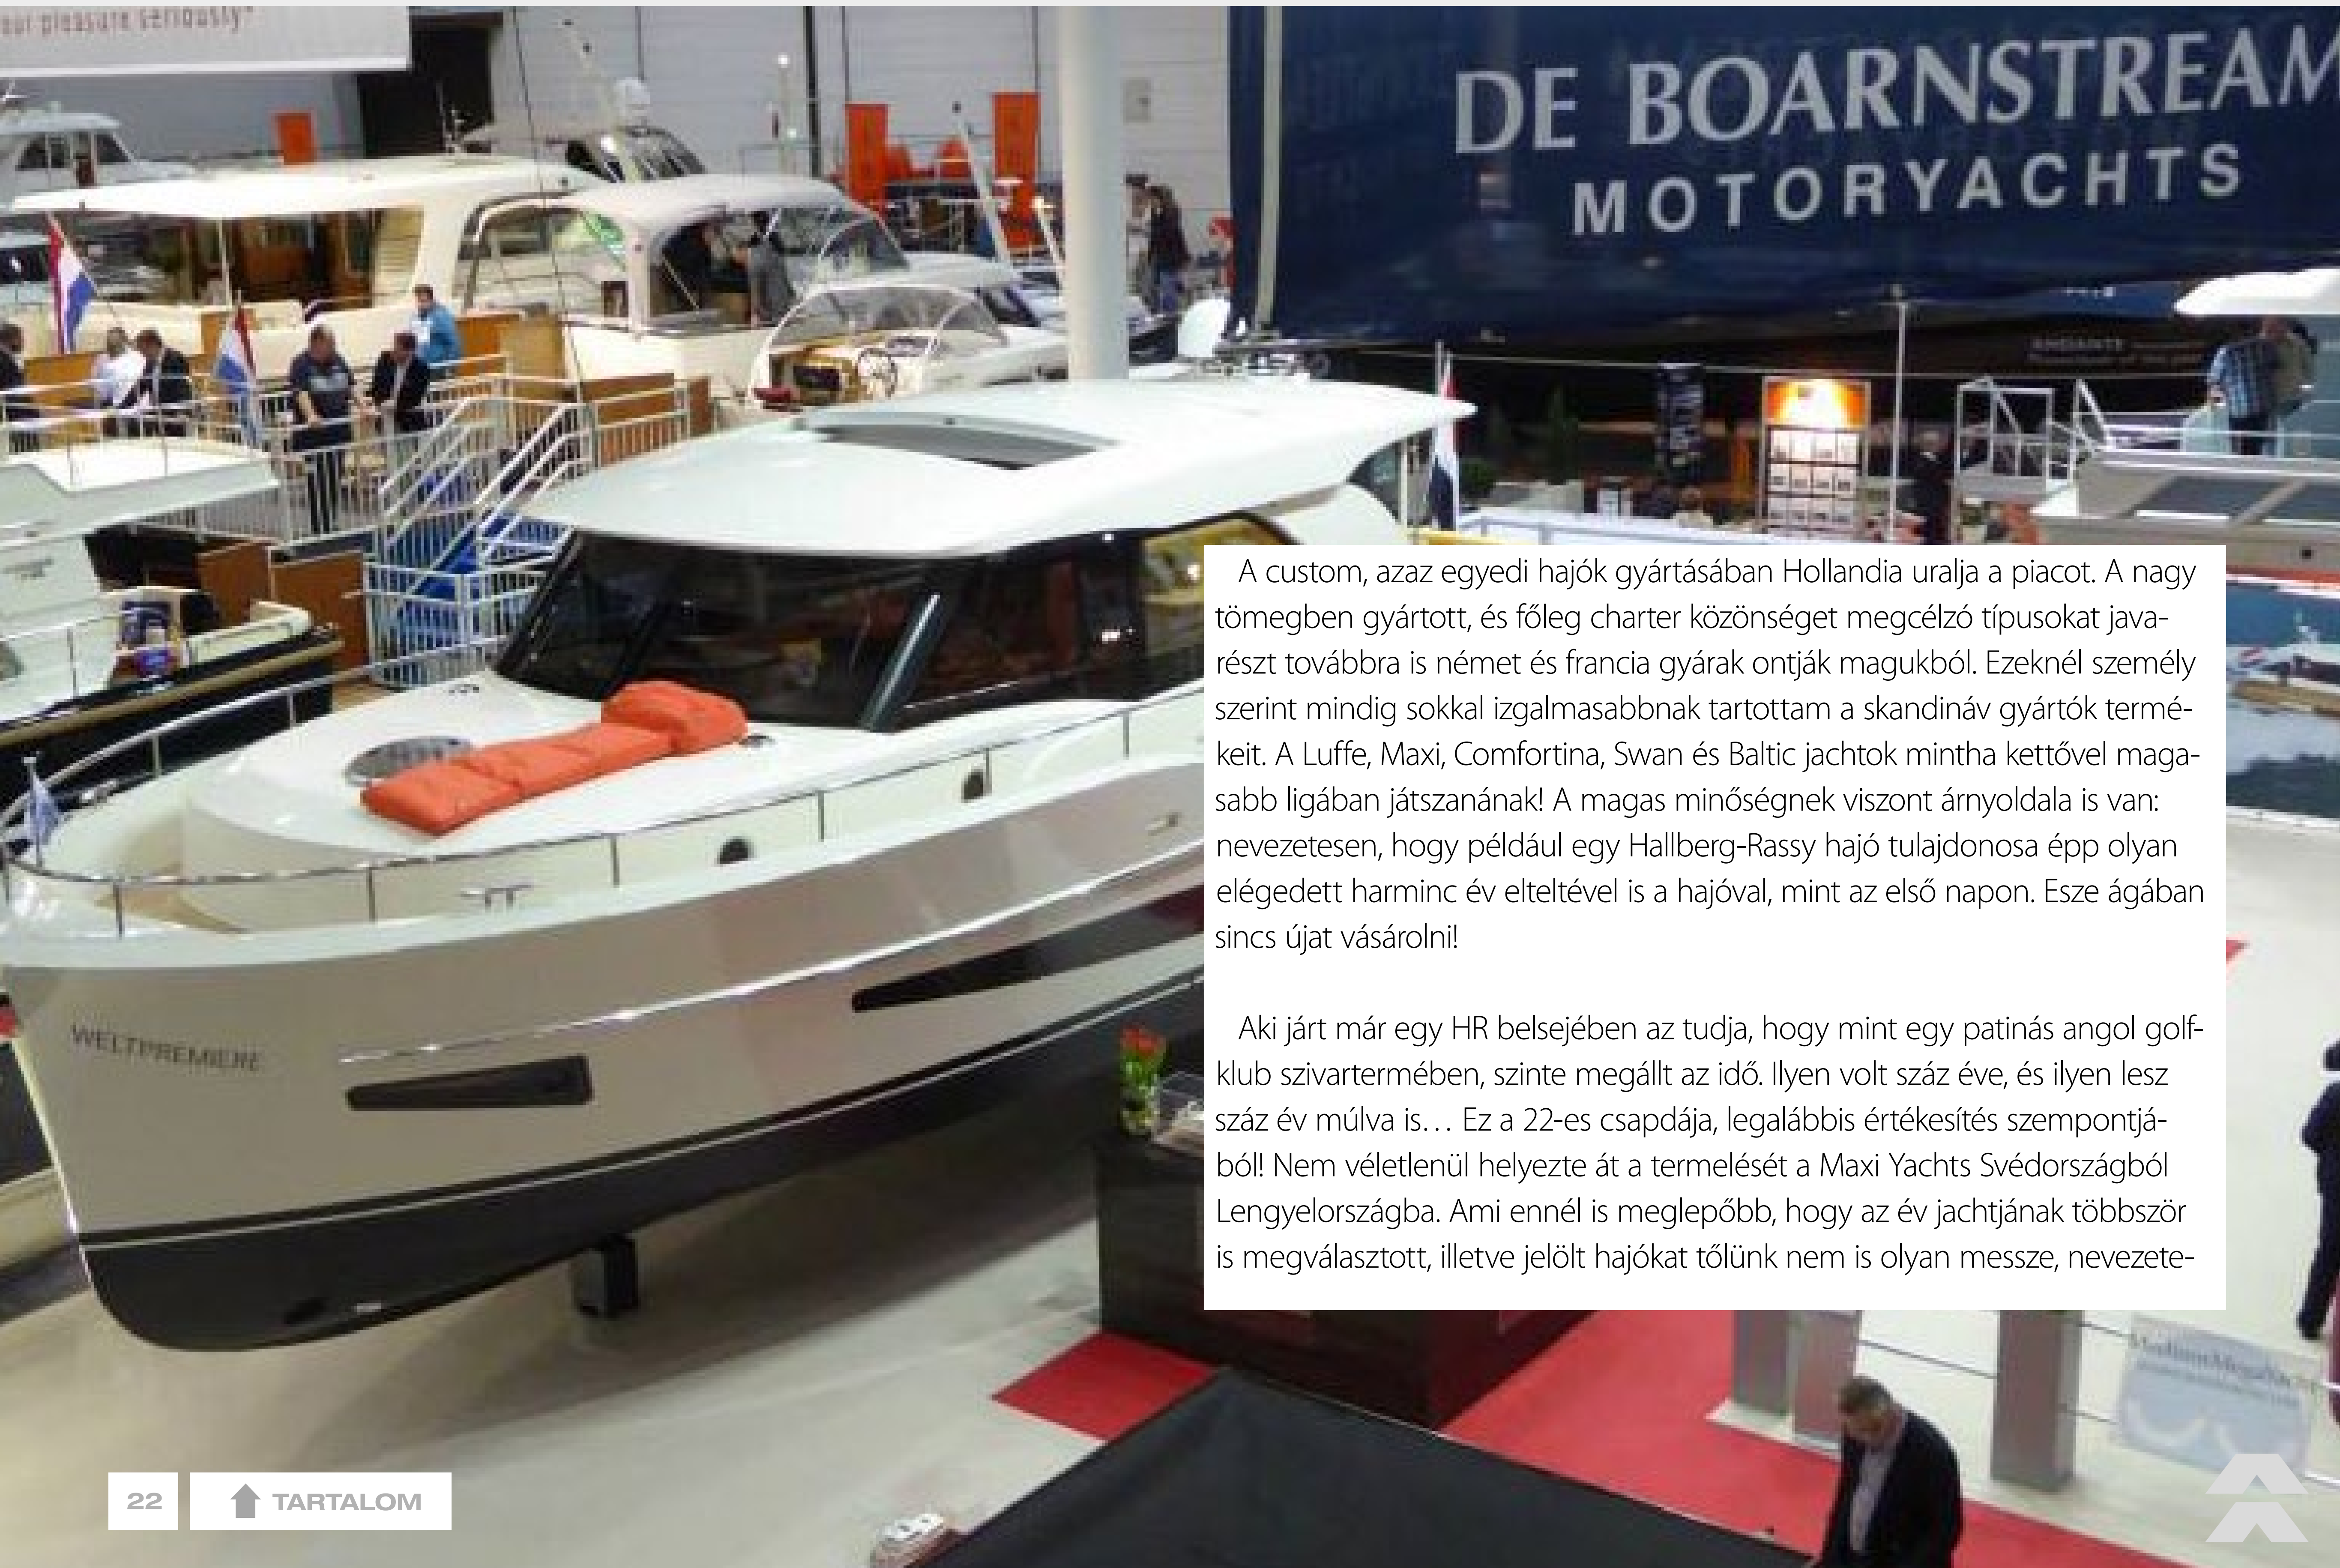 our pleasure seriously"
DE BOARNSTREAM
MOTORYACHTS
A custom, azaz egyedi hajók gyártásában Hollandia uralja a piacot. A nagy
tömegben gyártott, és főleg charter közönséget megcélzó típusokat java-
részt továbbra is német és francia gyárak ontják magukból. Ezeknél személy
szerint mindig sokkal izgalmasabbnak tartottam a skandináv gyártók termé-
keit. A Luffe, Maxi, Comfortina, Swan és Baltic jachtok mintha kettővel maga-
sabb ligában játszanának! A magas minőségnek viszont árnyoldala is van:
nevezetesen, hogy például egy Hallberg-Rassy hajó tulajdonosa épp olyan
elégedett harminc év elteltével is a hajóval, mint az első napon. Esze ágában
sincs újat vásárolni!
Aki járt már egy HR belsejében az tudja, hogy mint egy patinás angol golf-
klub szivartermében, szinte megállt az idő. Ilyen volt száz éve, és ilyen lesz
száz év múlva is… Ez a 22-es csapdája, legalábbis értékesítés szempontjá-
ból! Nem véletlenül helyezte át a termelését a Maxi Yachts Svédországból
Lengyelországba. Ami ennél is meglepőbb, hogy az év jachtjának többször
is megválasztott, illetve jelölt hajókat tőlünk nem is olyan messze, nevezete-
WELTPREMIERE
22
TARTALOM